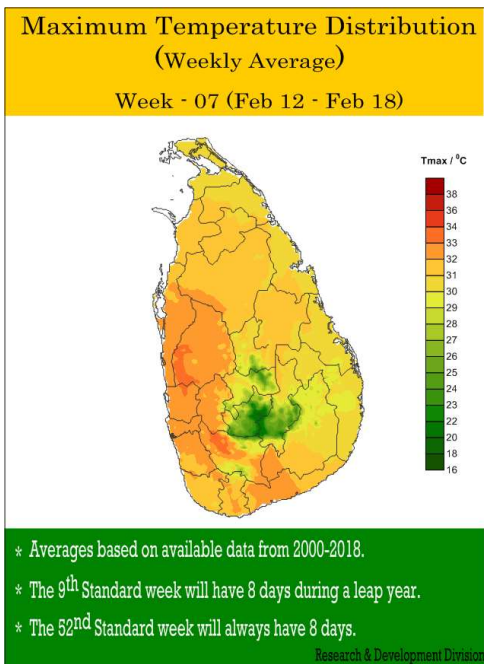 Maximum Temperature Distribution
(Weekly Average)
Week - 07 (Feb 12 - Feb 18)
Tmax / ⁰C
38
36
34
33
32
31
30
29
28
27
26
25
24
23
22
20
18
16
* Averages based on available data from 2000-2018.
* The 9th Standard week will have 8 days during a leap year.
* The 52nd Standard week will always have 8 days.
Research & Development Division